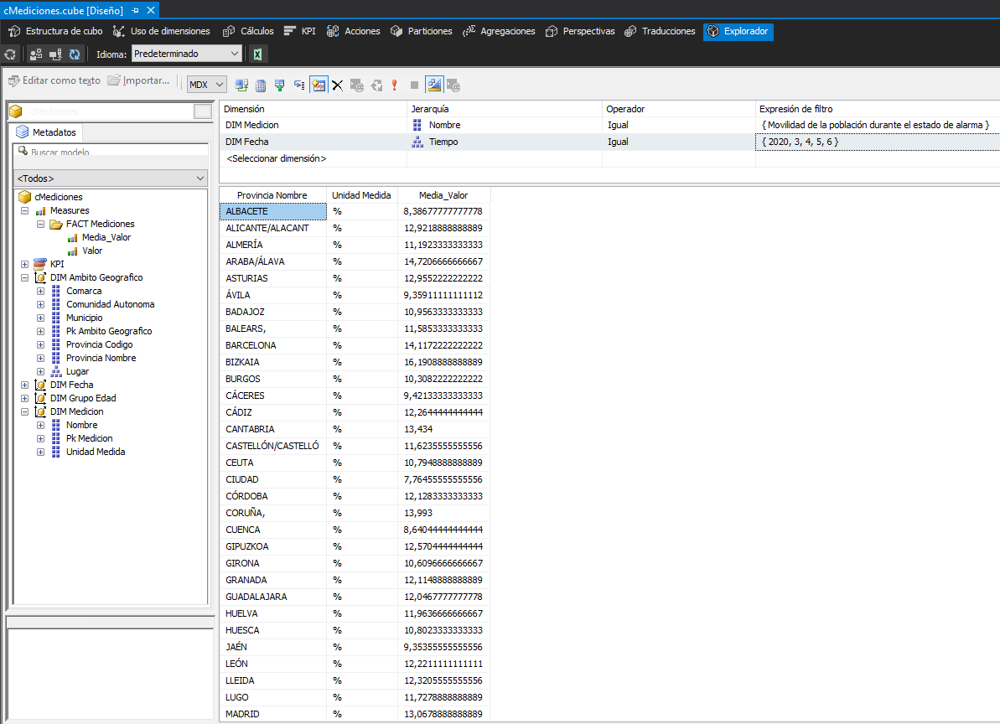 cMediciones.cube [Diseño]
Estructura de cubo Uso de dimensiones Cálculos KPI Acciones Particiones Agregaciones Perspectivas Traducciones Explorador
Idioma: Predeterminado
Editar como texto Importar... MDX
cMediciones
Metadatos
Buscar modelo
<Todos>
cMediciones
Measures
FACT Mediciones
Media_Valor
Valor
KPI
DIM Ambito Geografico
Comarca
Comunidad Autonoma
Municipio
Pk Ambito Geografico
Provincia Codigo
Provincia Nombre
Lugar
DIM Fecha
DIM Grupo Edad
DIM Medicion
Nombre
Pk Medicion
Unidad Medida
Dimensión Jerarquía Operador Expresión de filtro
DIM Medicion Nombre Igual { Movilidad de la población durante el estado de alarma }
DIM Fecha Tiempo Igual { 2020, 3, 4, 5, 6 }
<Seleccionar dimensión>
Provincia Nombre Unidad Medida Media_Valor
ALBACETE % 8,38677777777778
ALICANTE/ALACANT % 12,9218888888889
ALMERÍA % 11,1923333333333
ARABA/ÁLAVA % 14,7206666666667
ASTURIAS % 12,9552222222222
ÁVILA % 9,35911111111112
BADAJOZ % 10,9563333333333
BALEARS, % 11,5853333333333
BARCELONA % 14,1172222222222
BIZKAIA % 16,1908888888889
BURGOS % 10,3082222222222
CÁCERES % 9,42133333333333
CÁDIZ % 12,2644444444444
CANTABRIA % 13,434
CASTELLÓN/CASTELLÓ % 11,6235555555556
CEUTA % 10,7948888888889
CIUDAD % 7,76455555555556
CÓRDOBA % 12,1283333333333
CORUÑA, % 13,993
CUENCA % 8,64044444444444
GIPUZKOA % 12,5704444444444
GIRONA % 10,6096666666667
GRANADA % 12,1148888888889
GUADALAJARA % 12,0467777777778
HUELVA % 11,9636666666667
HUESCA % 10,8023333333333
JAÉN % 9,35355555555556
LEÓN % 12,2211111111111
LLEIDA % 12,3205555555556
LUGO % 11,7278888888889
MADRID % 13,0678888888889